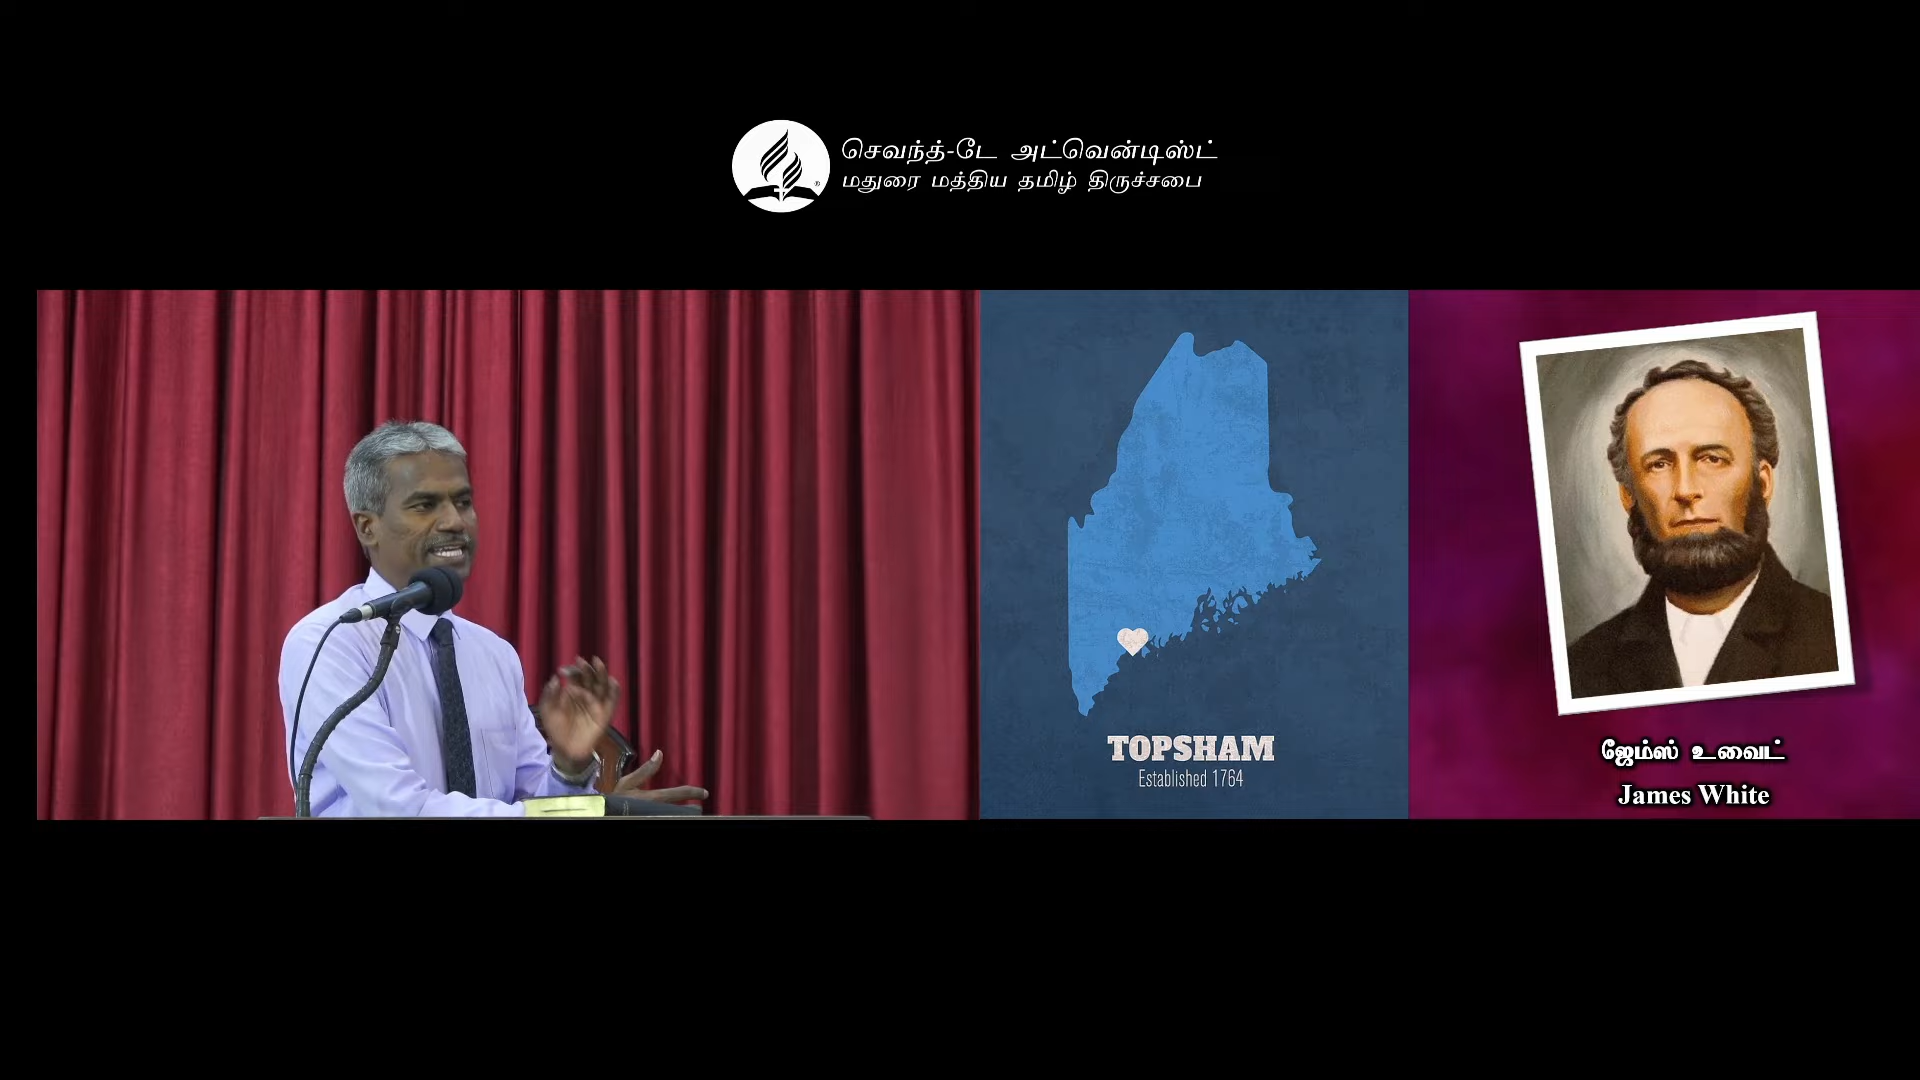 செவந்த்-டே அட்வென்டிஸ்ட்
மதுரை மத்திய தமிழ் திருச்சபை
TOPSHAM
Established 1764
ஜேம்ஸ் உவைட்
James White